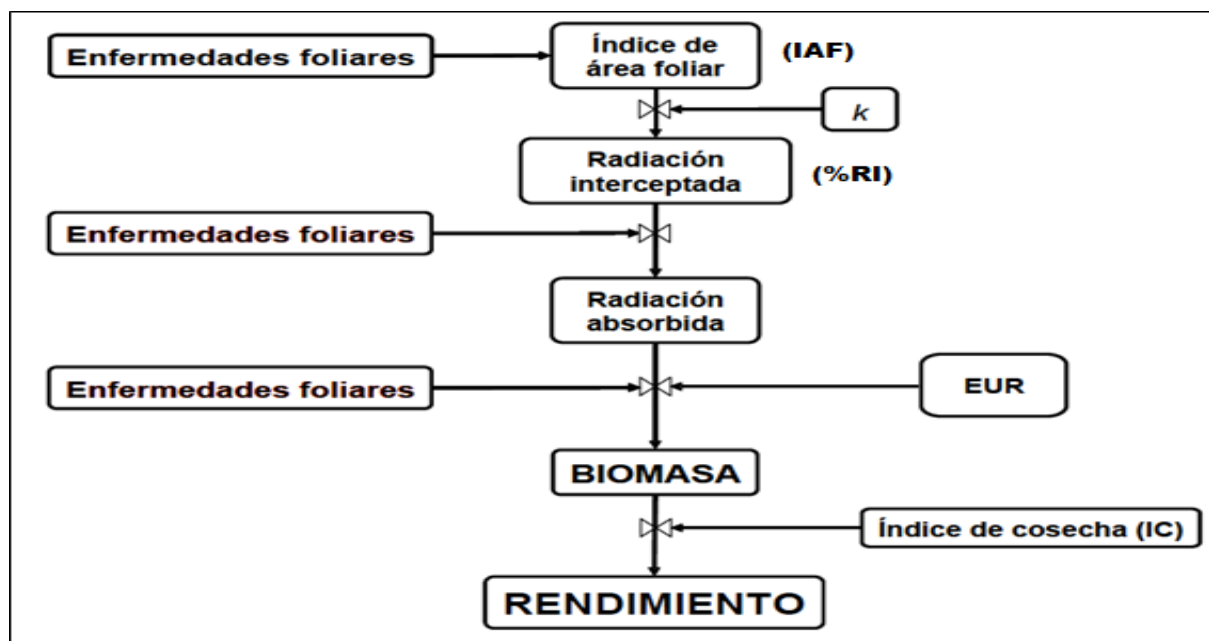 Enfermedades foliares
Índice de
área foliar
(IAF)
k
Radiación
interceptada
(%RI)
Enfermedades foliares
Radiación
absorbida
Enfermedades foliares
EUR
BIOMASA
Índice de cosecha (IC)
RENDIMIENTO